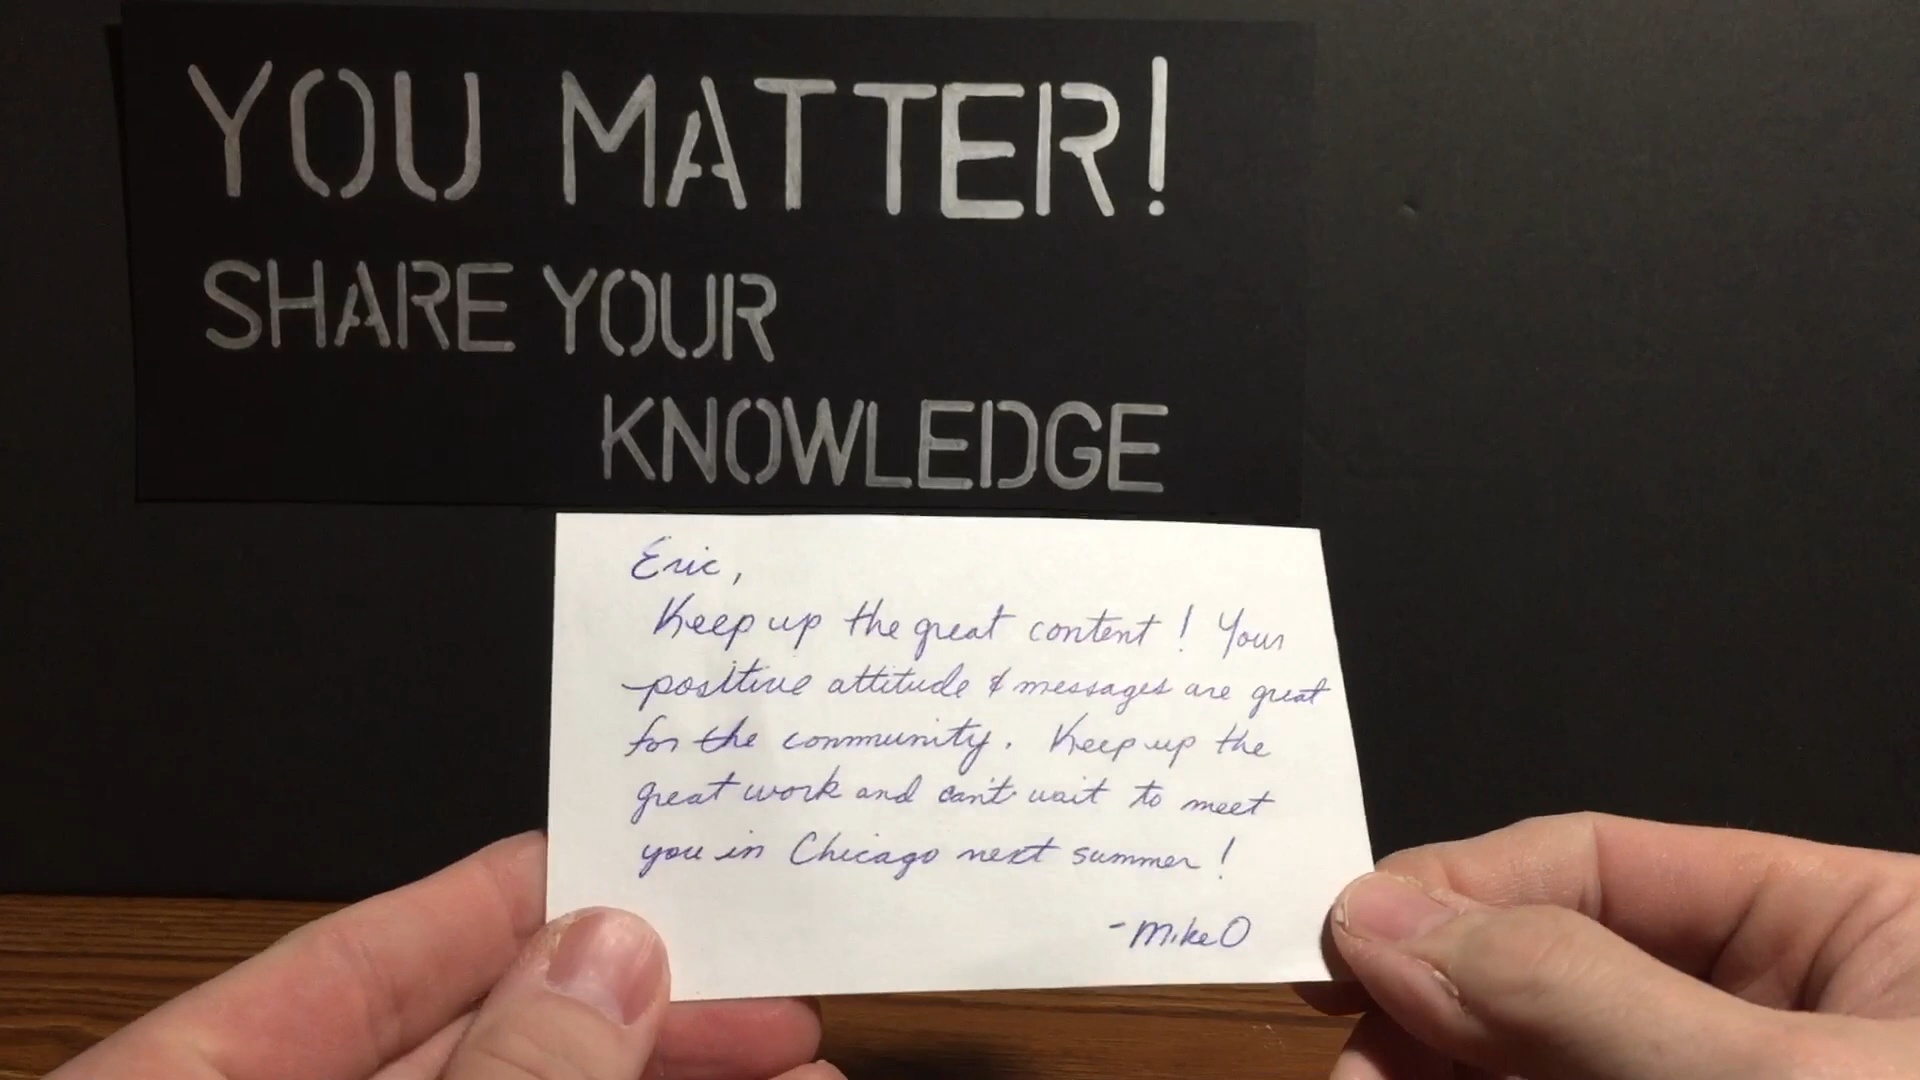 YOU MATTER!
SHARE YOUR
KNOWLEDGE
Eric,
Keep up the great content! Your
positive attitude & messages are great
for the community. Keep up the
great work and can't wait to meet
you in Chicago next summer!
-Mike O